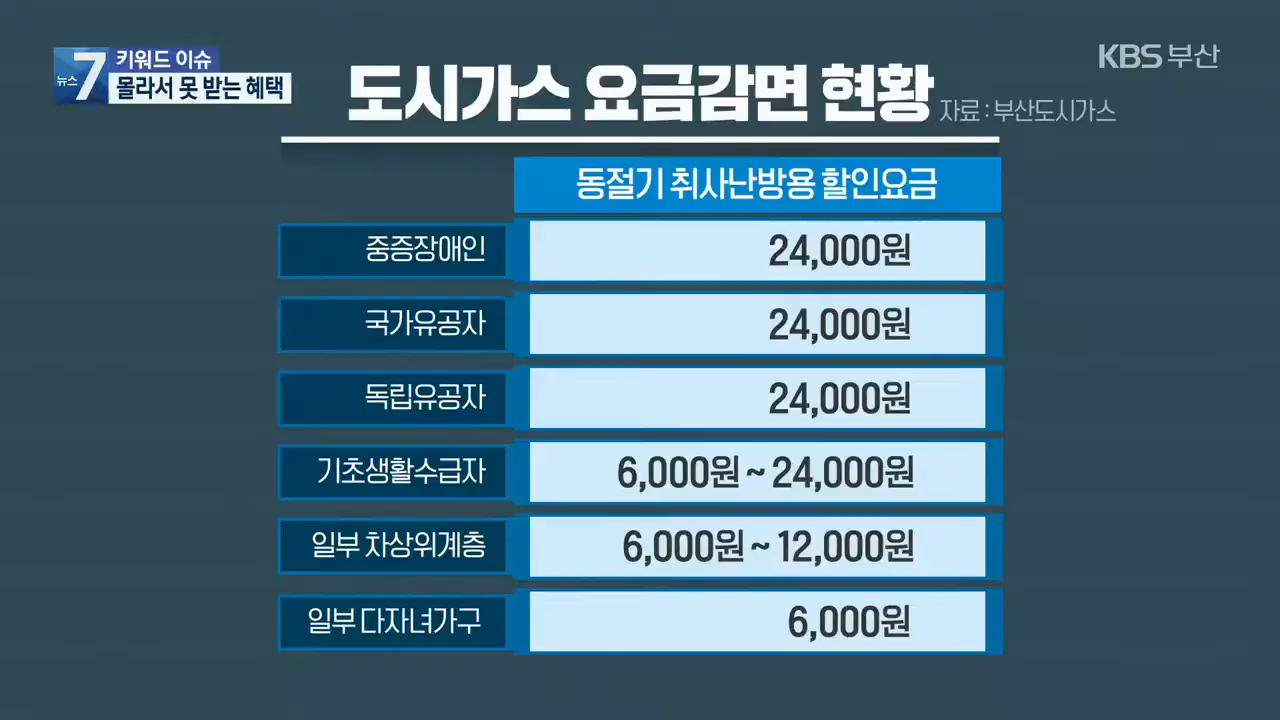 뉴스 7
키워드 이슈
몰라서 못 받는 혜택
KBS 부산
도시가스 요금감면 현황
자료 : 부산도시가스
동절기 취사난방용 할인요금
중증장애인 24,000원
국가유공자 24,000원
독립유공자 24,000원
기초생활수급자 6,000원 ~ 24,000원
일부 차상위계층 6,000원 ~ 12,000원
일부 다자녀가구 6,000원